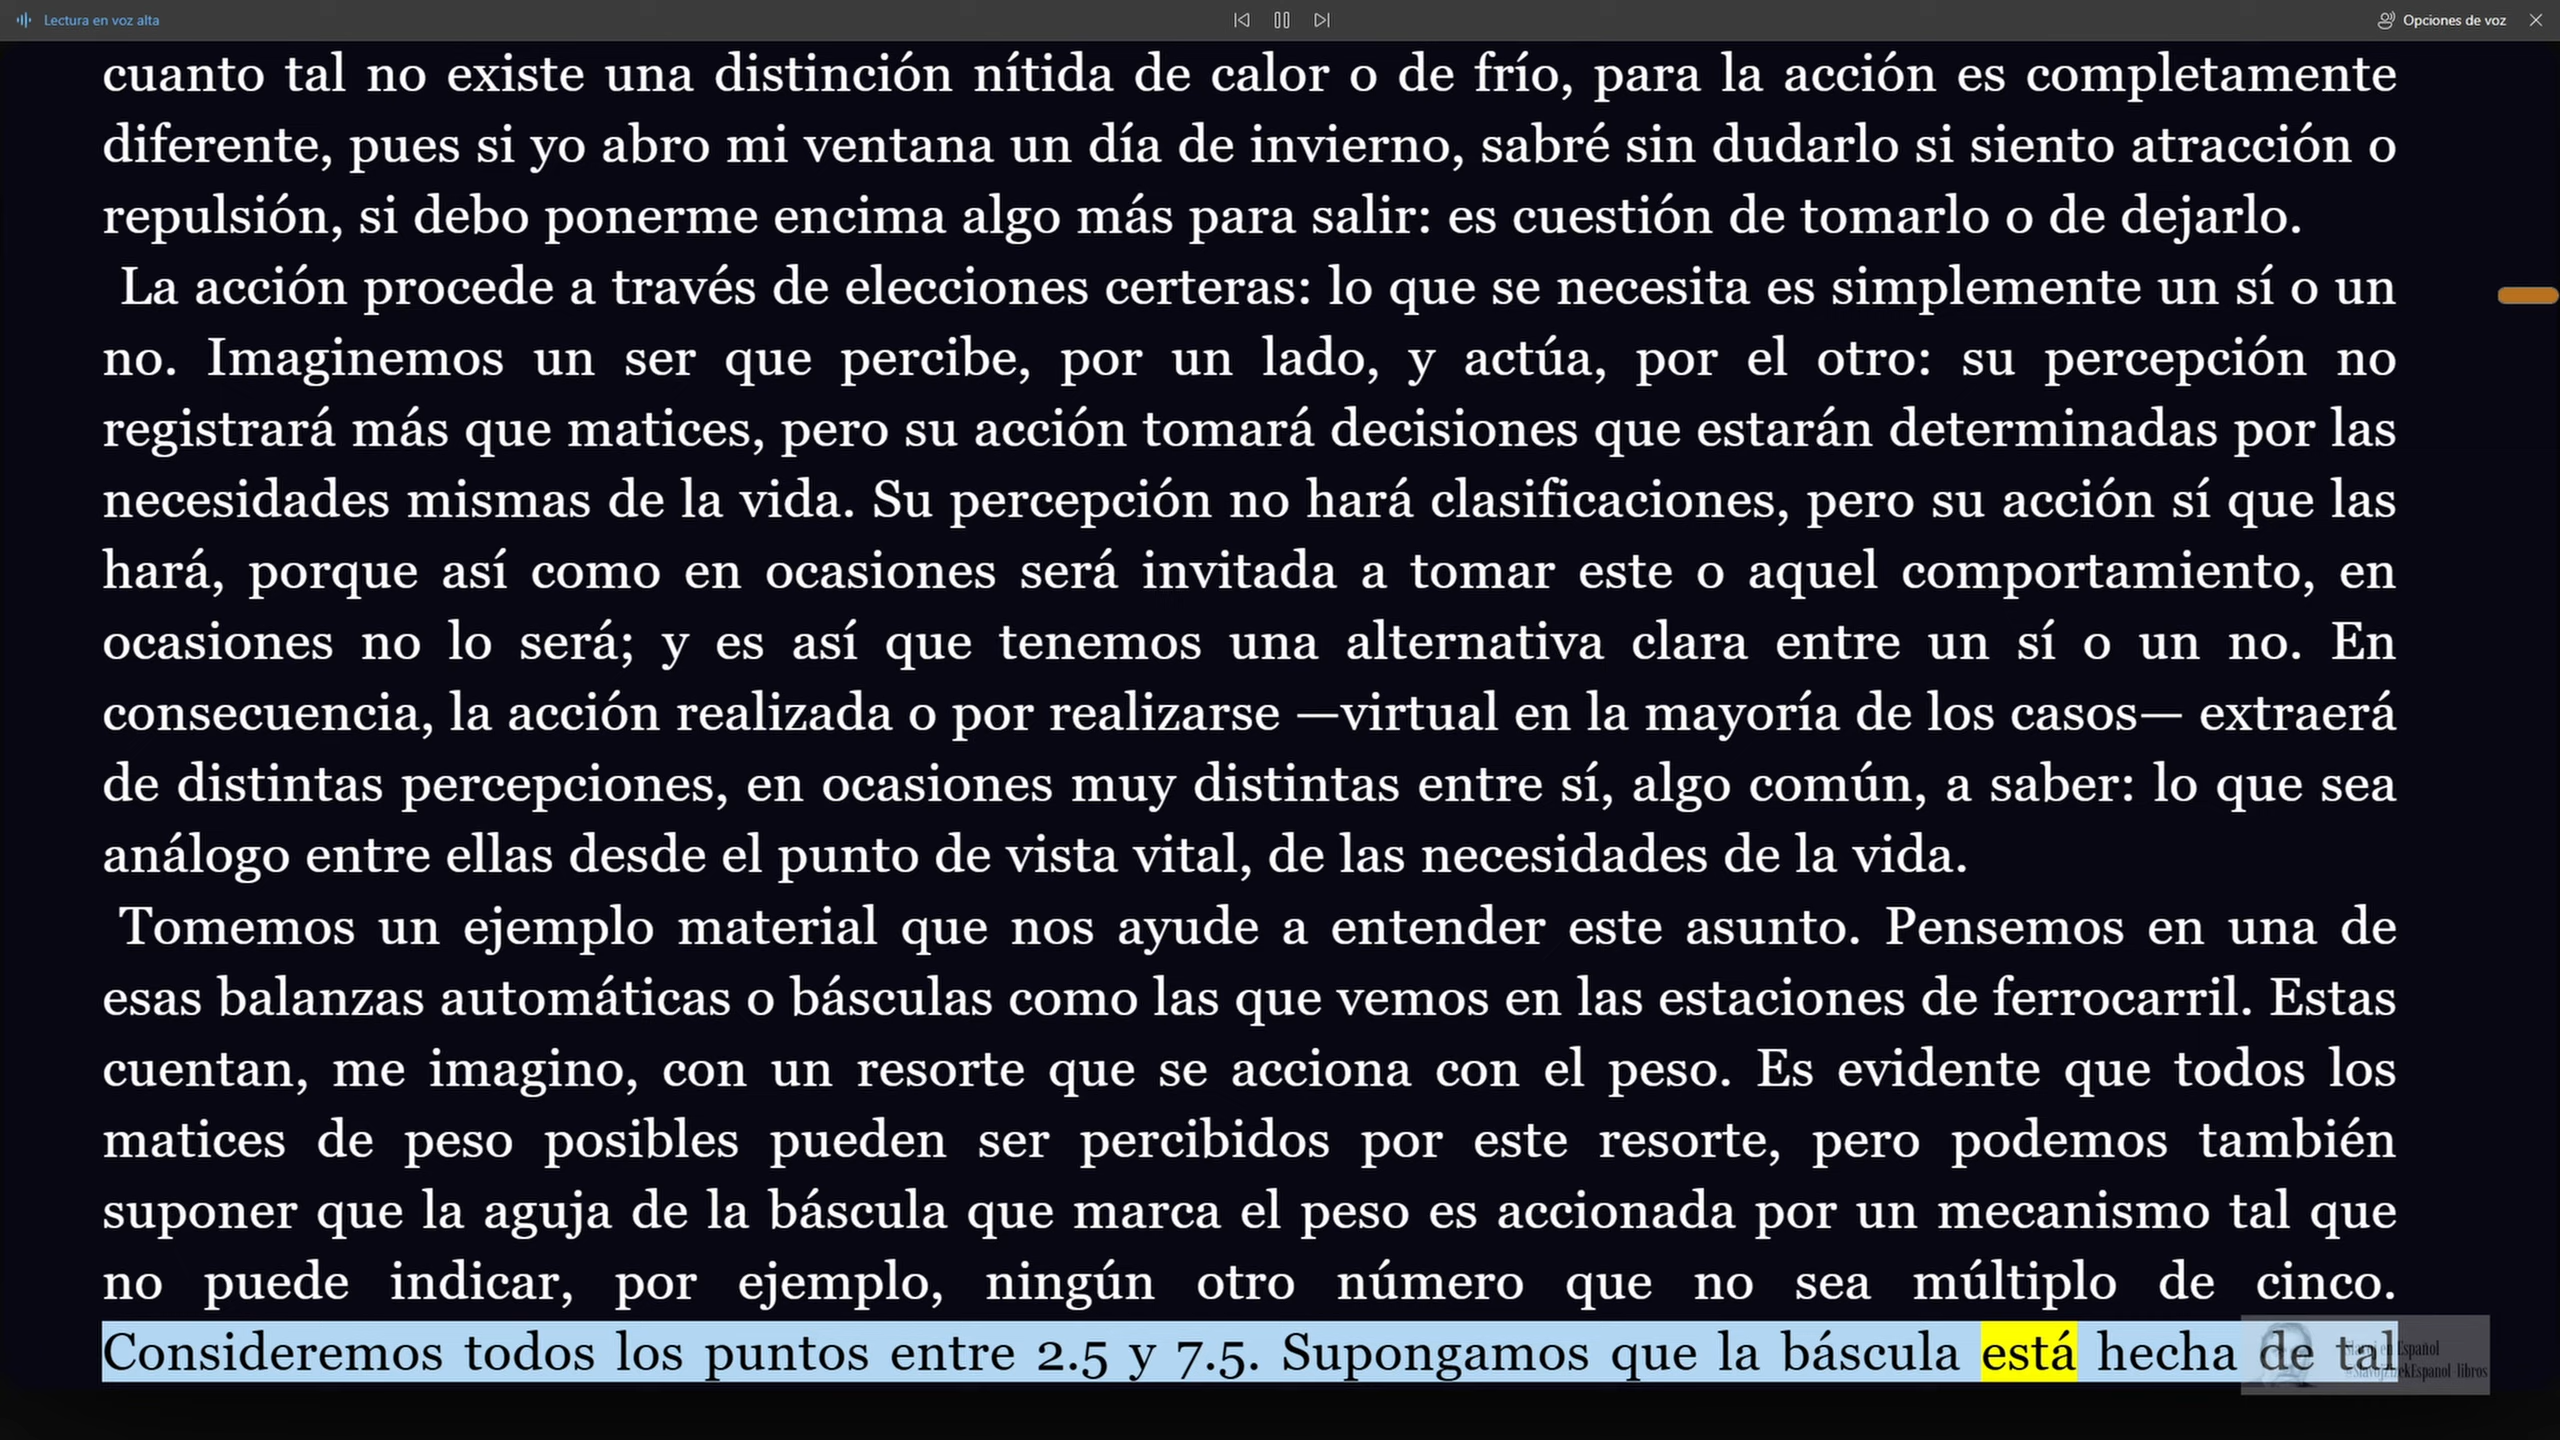 Lectura en voz alta
Opciones de voz
cuanto tal no existe una distinción nítida de calor o de frío, para la acción es completamente
diferente, pues si yo abro mi ventana un día de invierno, sabré sin dudarlo si siento atracción o
repulsión, si debo ponerme encima algo más para salir: es cuestión de tomarlo o de dejarlo.
La acción procede a través de elecciones certeras: lo que se necesita es simplemente un sí o un
no. Imaginemos un ser que percibe, por un lado, y actúa, por el otro: su percepción no
registrará más que matices, pero su acción tomará decisiones que estarán determinadas por las
necesidades mismas de la vida. Su percepción no hará clasificaciones, pero su acción sí que las
hará, porque así como en ocasiones será invitada a tomar este o aquel comportamiento, en
ocasiones no lo será; y es así que tenemos una alternativa clara entre un sí o un no. En
consecuencia, la acción realizada o por realizarse —virtual en la mayoría de los casos— extraerá
de distintas percepciones, en ocasiones muy distintas entre sí, algo común, a saber: lo que sea
análogo entre ellas desde el punto de vista vital, de las necesidades de la vida.
Tomemos un ejemplo material que nos ayude a entender este asunto. Pensemos en una de
esas balanzas automáticas o básculas como las que vemos en las estaciones de ferrocarril. Estas
cuentan, me imagino, con un resorte que se acciona con el peso. Es evidente que todos los
matices de peso posibles pueden ser percibidos por este resorte, pero podemos también
suponer que la aguja de la báscula que marca el peso es accionada por un mecanismo tal que
no puede indicar, por ejemplo, ningún otro número que no sea múltiplo de cinco.
Consideremos todos los puntos entre 2.5 y 7.5. Supongamos que la báscula está hecha de tal
Español